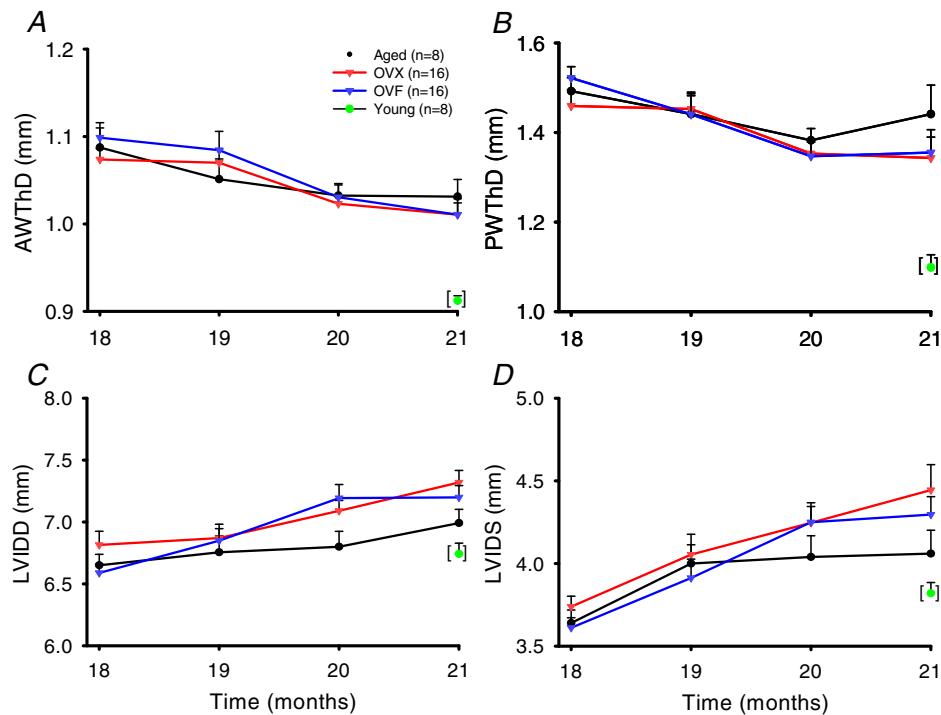 A
B
AWThD (mm)
1.2
1.1
1.0
0.9
18
19
20
21
Aged (n=8)
OVX (n=16)
OVF (n=16)
Young (n=8)
[ ]
PWThD (mm)
1.6
1.4
1.2
1.0
18
19
20
21
[ ]
C
D
LVIDD (mm)
8.0
7.5
7.0
6.5
6.0
18
19
20
21
Time (months)
[ ]
LVIDS (mm)
5.0
4.5
4.0
3.5
18
19
20
21
Time (months)
[ ]